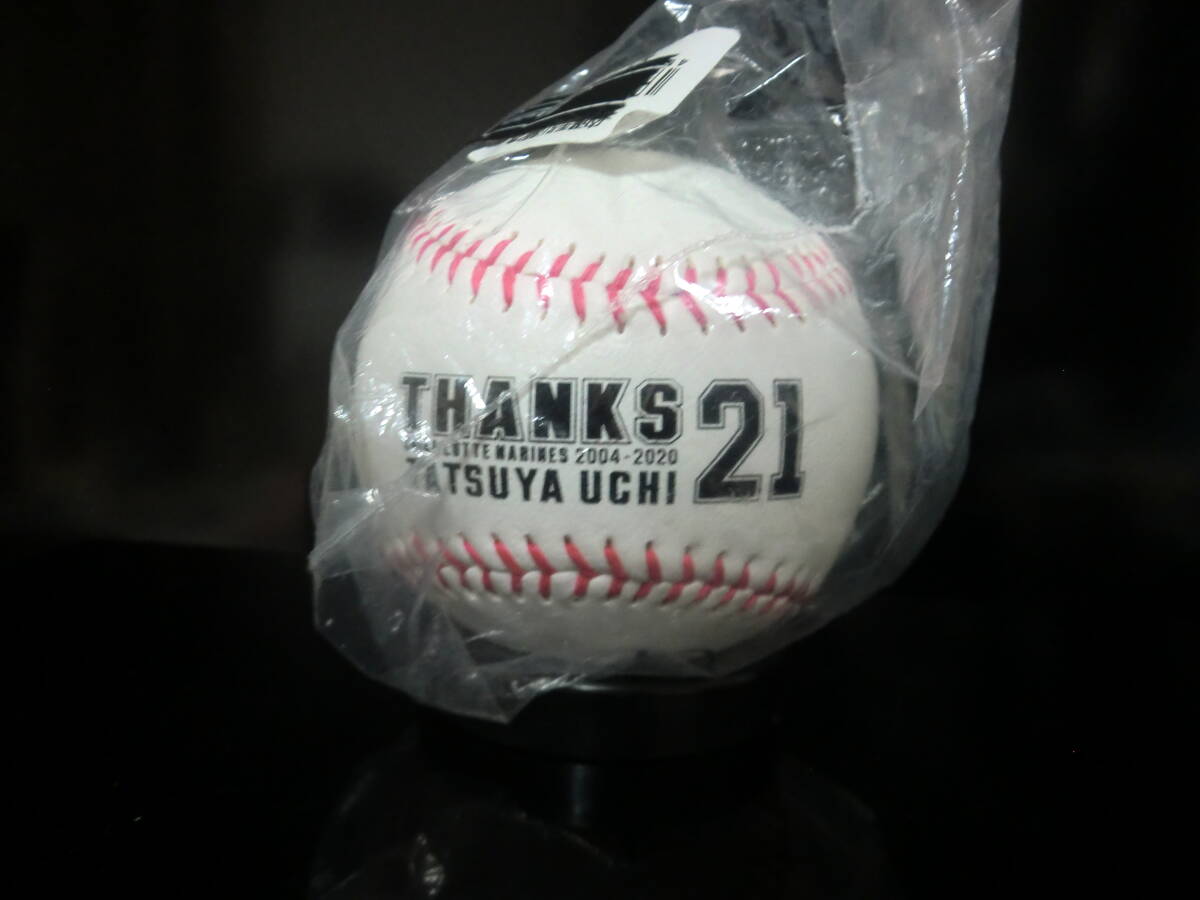 THANKS 21
LOTTE MARINES 2004-2020
TATSUYA UCHI